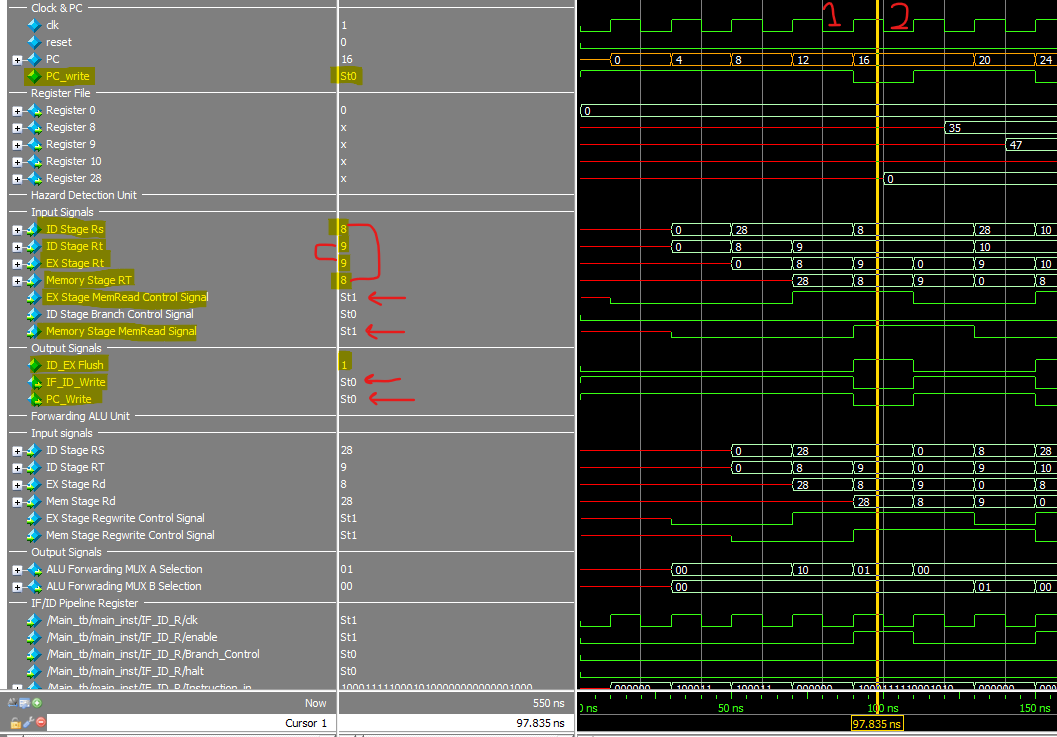 Clock & PC
1 2
clk 1
reset 0
PC 16 0 4 8 12 16 20 24
PC_write St0
Register File
Register 0 0 0
Register 8 x 35
Register 9 x 47
Register 10 x
Register 28 x 0
Hazard Detection Unit
Input Signals
ID Stage Rs 8 0 28 8 28 10
ID Stage Rt 9 0 8 9 10
EX Stage Rt 9 0 8 9 0 9 10
Memory Stage RT 8 28 8 9 0 8
EX Stage MemRead Control Signal St1
ID Stage Branch Control Signal St0
Memory Stage MemRead Signal St1
Output Signals
ID_EX Flush 1
IF_ID_Write St0
PC_Write St0
Forwarding ALU Unit
Input signals
ID Stage RS 28 0 28 0 8 28
ID Stage RT 9 0 8 9 0 9 10
EX Stage Rd 8 28 8 9 0 8
Mem Stage Rd 28 28 8 9 0
EX Stage Regwrite Control Signal St1
Mem Stage Regwrite Control Signal St1
Output Signals
ALU Forwarding MUX A Selection 01 00 10 01 00
ALU Forwrading MUX B Selection 00 00 01 00
IF/ID Pipeline Register
/Main_tb/main_inst/IF_ID_R/clk St1
/Main_tb/main_inst/IF_ID_R/enable St1
/Main_tb/main_inst/IF_ID_R/Branch_Control St0
/Main_tb/main_inst/IF_ID_R/halt St0
/Main_tb/main_inst/IF_ID_R/Instruction_in
Now 550 ns 0 ns 50 ns 100 ns 150 ns
Cursor 1 97.835 ns 97.835 ns